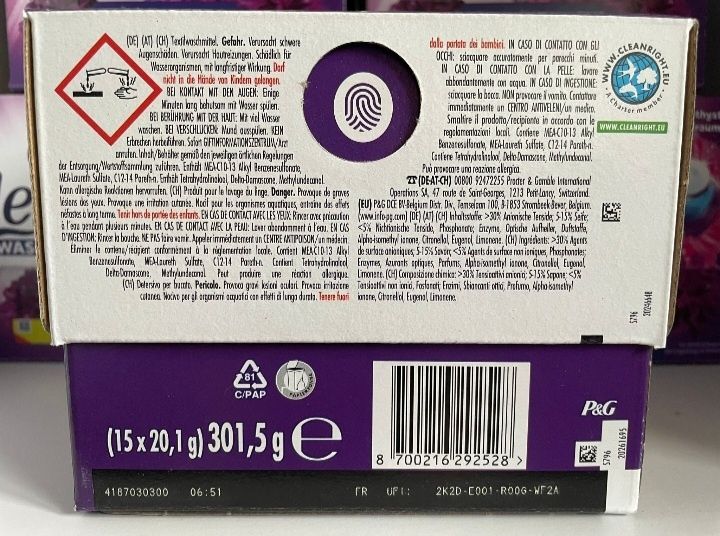 [DE] (AT) (CH) Textilwaschmittel. Gefahr. Verursacht schwere
Augenschäden. Verursacht Hautreizungen. Schädlich für
Wasserorganismen, mit langfristiger Wirkung. Darf
nicht in die Hände von Kindern gelangen.
BEI KONTAKT MIT DEN AUGEN: Einige
Minuten lang behutsam mit Wasser spülen.
BEI BERÜHRUNG MIT DER HAUT: Mit viel Wasser
waschen. BEI VERSCHLUCKEN: Mund ausspülen. KEIN
Erbrechen herbeiführen. Sofort GIFTINFORMATIONSZENTRUM/Arzt
anrufen. Inhalt/Behälter gemäß den jeweiligen örtlichen Regelungen
der Entsorgung/Wertstoffsammlung zuführen. Enthält MEA-C10-13 Alkyl Benzenesulfonate,
MEA-Laureth Sulfate, C12-14 Pareth-n. Enthält Tetrahydrolinalool, Delta-Damascone, Methylundecanal.
Kann allergische Reaktionen hervorrufen. (CH) Produit pour le lavage du linge. Danger. Provoque de graves
lésions des yeux. Provoque une irritation cutanée. Nocif pour les organismes aquatiques, entraîne des effets
néfastes à long terme. Tenir hors de portée des enfants. EN CAS DE CONTACT AVEC LES YEUX: Rincer avec précaution
à l'eau pendant plusieurs minutes. EN CAS DE CONTACT AVEC LA PEAU: Laver abondamment à l'eau. EN CAS
D'INGESTION: Rincer la bouche. NE PAS faire vomir. Appeler immédiatement un CENTRE ANTIPOISON/un médecin.
Éliminer le contenu/récipient conformément à la réglementation locale. Contient MEA-C10-13 Alkyl
Benzenesulfonate, MEA-Laureth Sulfate, C12-14 Pareth-n. Contient Tetrahydrolinalool,
Delta-Damascone, Methylundecanal. Peut produire une réaction allergique.
(CH) Detersivo per bucato. Pericolo. Provoca gravi lesioni oculari. Provoca irritazione
cutanea. Nocivo per gli organismi acquatici con effetti di lunga durata. Tenere fuori
dalla portata dei bambini. IN CASO DI CONTATTO CON GLI
OCCHI: sciacquare accuratamente per parecchi minuti.
IN CASO DI CONTATTO CON LA PELLE: lavare
abbondantemente con acqua. IN CASO DI INGESTIONE:
sciacquare la bocca. NON provocare il vomito. Contattare
immediatamente un CENTRO ANTIVELENI/un medico.
Smaltire il prodotto/recipiente in accordo con le
regolamentazioni locali. Contiene MEA-C10-13 Alkyl
Benzenesulfonate, MEA-Laureth Sulfate, C12-14 Pareth-n.
Contiene Tetrahydrolinalool, Delta-Damascone, Methylundecanal.
Può provocare una reazione allergica.
(DE-AT-CH) 00800 92472255 Procter & Gamble International
Operations SA, 47 route de Saint-Georges, 1213 Petit-Lancy, Switzerland.
(EU) P&G DCE BV-Belgium Distri. Div., Temselaan 100, B-1853 Strombeek-Bever, Belgium.
(www.info-pg.com) (DE) (AT) (CH) Inhaltsstoffe: >30% Anionische Tenside; 5-15% Seife;
<5% Nichtionische Tenside, Phosphonate; Enzyme, Optische Aufheller, Duftstoffe,
Alpha-isomethyl ionone, Citronellol, Eugenol, Limonene. (CH) Ingrédients: >30% Agents
de surface anioniques; 5-15% Savon; <5% Agents de surface non ioniques, Phosphonates;
Enzymes, Azurants optiques, Parfums, Alpha-isomethyl ionone, Citronellol, Eugenol,
Limonene. (CH) Composizione chimica: >30% Tensioattivi anionici; 5-15% Sapone; <5%
Tensioattivi non ionici, Fosfonati; Enzimi, Sbiancanti ottici, Profumo, Alpha-isomethyl
ionone, Citronellol, Eugenol, Limonene.
WWW.CLEANRIGHT.EU
A Charter member
WWW.CLEANRIGHT.EU
5796
20246648
81
C/PAP
(15 x 20,1 g) 301,5 g e
8 700216 292528 >
P&G
5796
20261695
4187030300 06:51 FR UFI: 2K2D-E001-R00G-WF2A